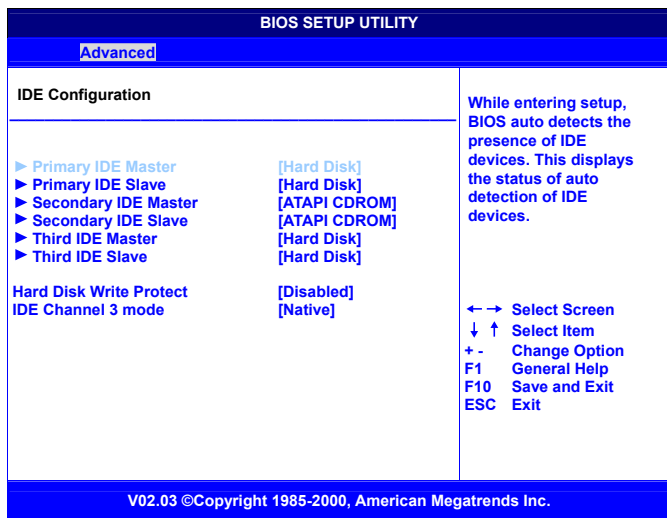 BIOS SETUP UTILITY
Advanced
IDE Configuration
► Primary IDE Master [Hard Disk]
► Primary IDE Slave [Hard Disk]
► Secondary IDE Master [ATAPI CDROM]
► Secondary IDE Slave [ATAPI CDROM]
► Third IDE Master [Hard Disk]
► Third IDE Slave [Hard Disk]
Hard Disk Write Protect [Disabled]
IDE Channel 3 mode [Native]
While entering setup,
BIOS auto detects the
presence of IDE
devices. This displays
the status of auto
detection of IDE
devices.
←→ Select Screen
↓↑ Select Item
+ - Change Option
F1 General Help
F10 Save and Exit
ESC Exit
V02.03 ©Copyright 1985-2000, American Megatrends Inc.